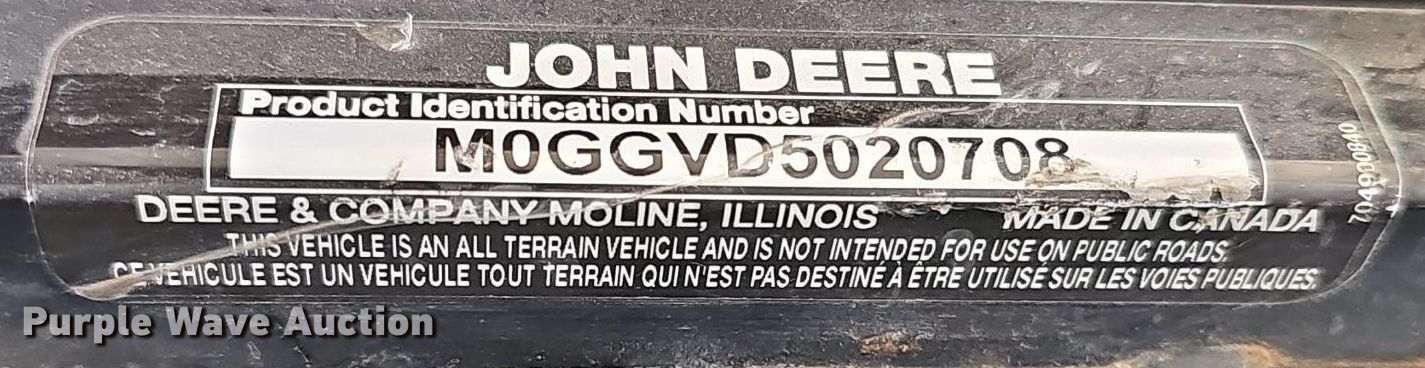 JOHN DEERE
Product Identification Number
M0GGVD5020708
DEERE & COMPANY MOLINE, ILLINOIS MADE IN CANADA
THIS VEHICLE IS AN ALL TERRAIN VEHICLE AND IS NOT INTENDED FOR USE ON PUBLIC ROADS.
CE VEHICULE EST UN VEHICULE TOUT TERRAIN QUI N'EST PAS DESTINÉ À ÊTRE UTILISÉ SUR LES VOIES PUBLIQUES.
704690840
Purple Wave Auction